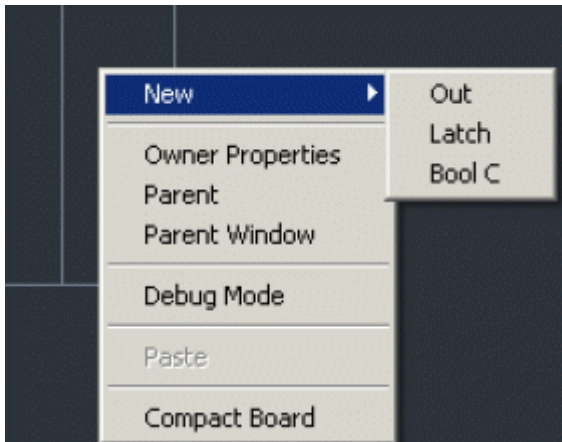 New
Out
Latch
Bool C
Owner Properties
Parent
Parent Window
Debug Mode
Paste
Compact Board